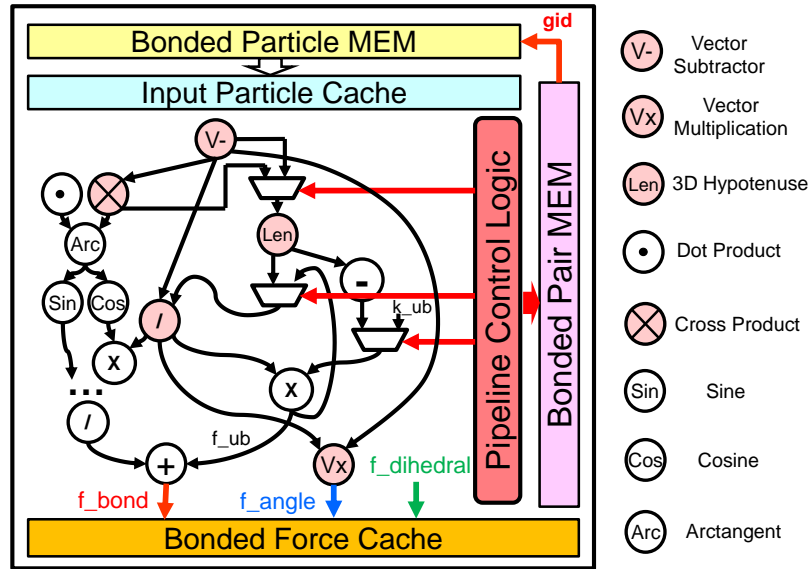 Bonded Particle MEM
gid
Input Particle Cache
V-
Len
Arc
Sin
Cos
/
-
k_ub
X
X
...
/
f_ub
+
Vx
f_bond
f_angle
f_dihedral
Bonded Force Cache
Pipeline Control Logic
Bonded Pair MEM
V-
Vector
Subtractor
Vx
Vector
Multiplication
Len
3D Hypotenuse
Dot Product
Cross Product
Sin
Sine
Cos
Cosine
Arc
Arctangent